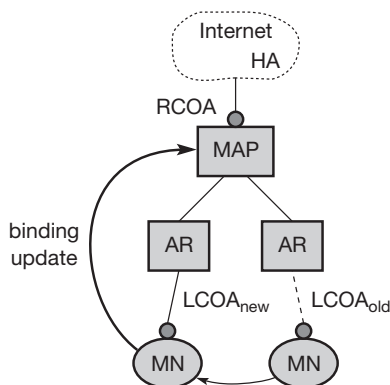 Internet
HA
RCOA
MAP
binding
update
AR
AR
LCOAnew
LCOAold
MN
MN